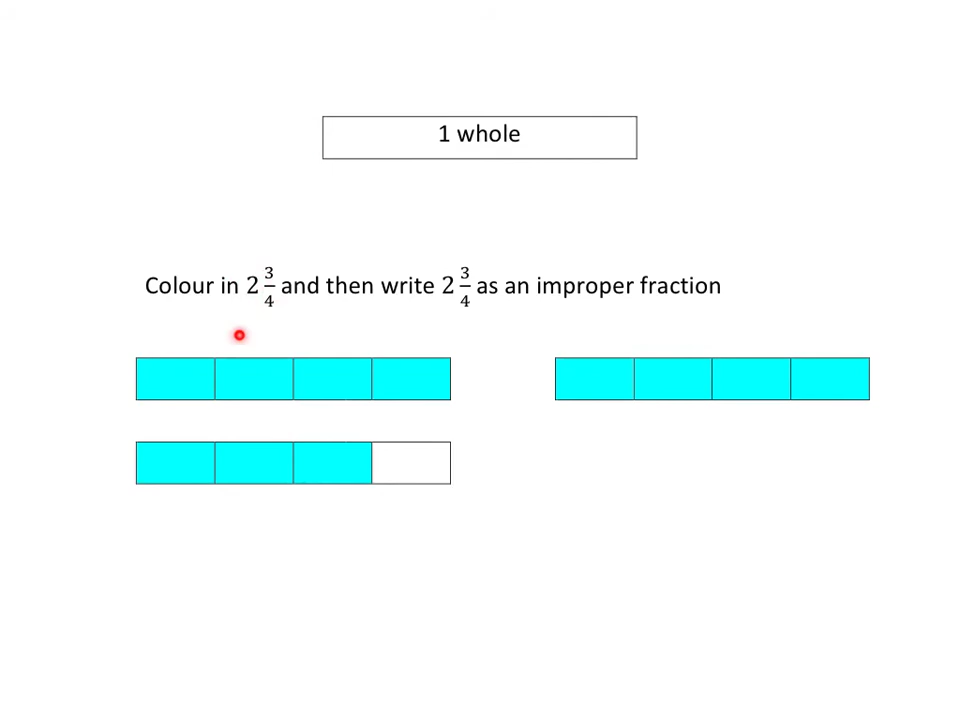 1 whole
Colour in 2 3/4 and then write 2 3/4 as an improper fraction